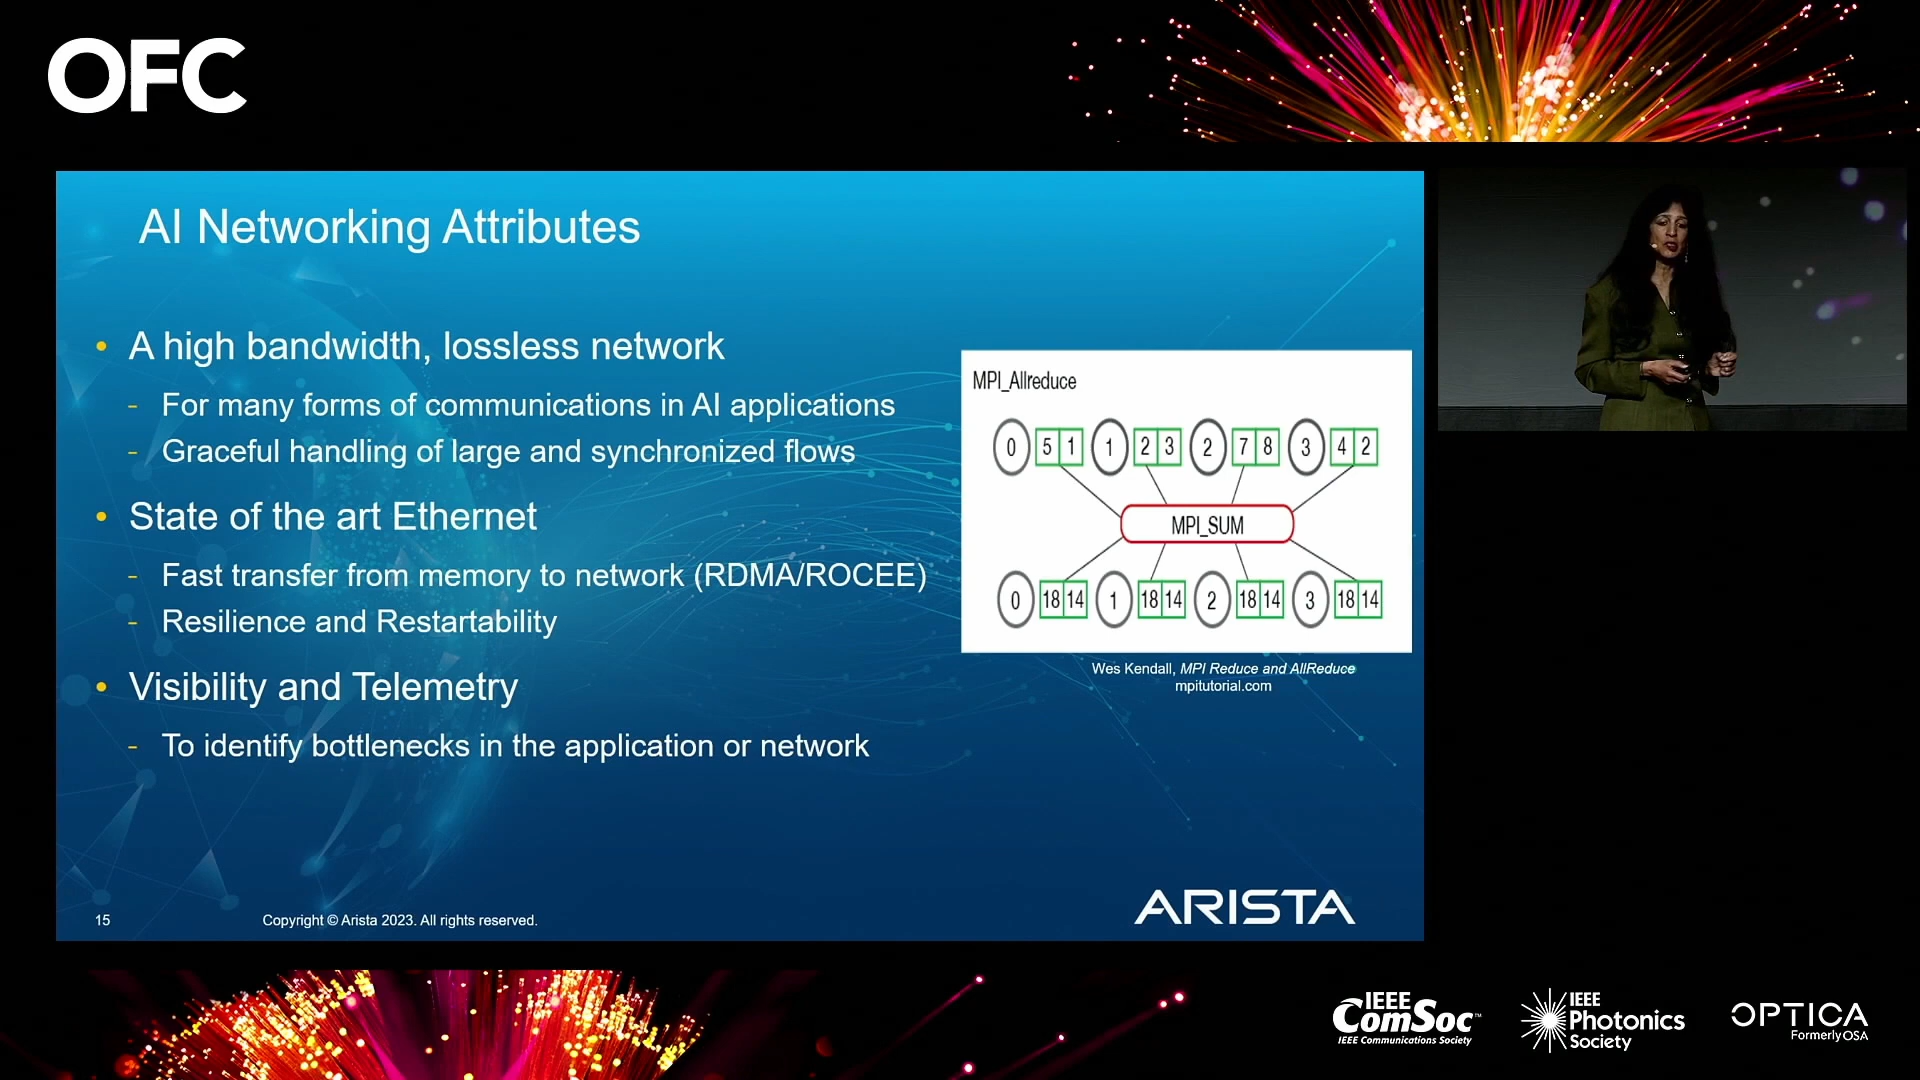 OFC
AI Networking Attributes
• A high bandwidth, lossless network
- For many forms of communications in AI applications
- Graceful handling of large and synchronized flows
• State of the art Ethernet
- Fast transfer from memory to network (RDMA/ROCEE)
- Resilience and Restartability
• Visibility and Telemetry
- To identify bottlenecks in the application or network
MPI_Allreduce
0 5 1 1 2 3 2 7 8 3 4 2
MPI_SUM
0 18 14 1 18 14 2 18 14 3 18 14
Wes Kendall, MPI Reduce and AllReduce
mpitutorial.com
15
Copyright © Arista 2023. All rights reserved.
ARISTA
IEEE
ComSoc™
IEEE Communications Society
IEEE
Photonics
Society
OPTICA
Formerly OSA